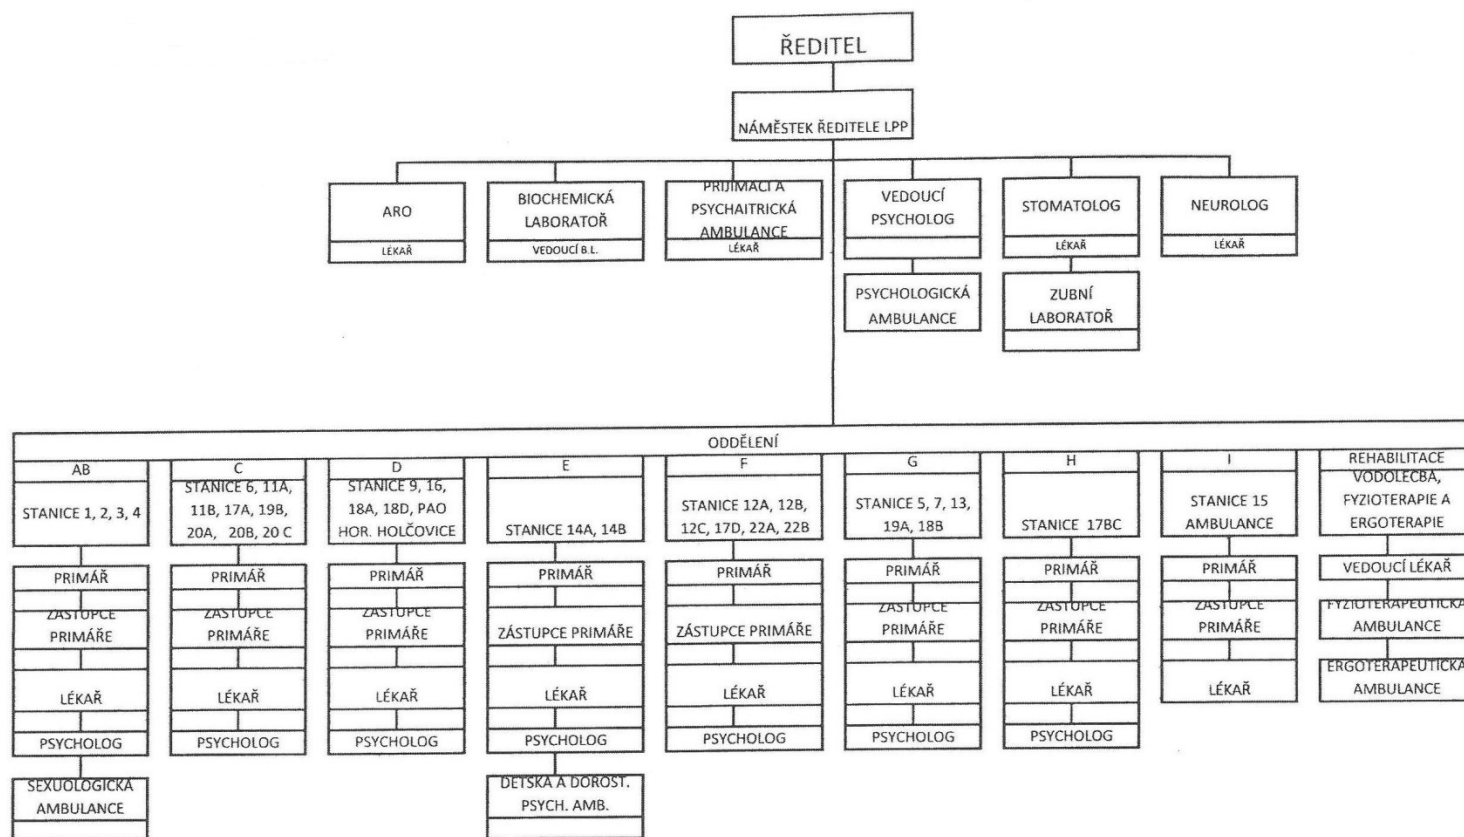 ŘEDITEL
NÁMĚSTEK ŘEDITELE LPP
ARO
LÉKAŘ
BIOCHEMICKÁ
LABORATOŘ
VEDOUCÍ B.L.
PŘIJÍMACÍ A
PSYCHAITRICKÁ
AMBULANCE
LÉKAŘ
VEDOUCÍ
PSYCHOLOG
STOMATOLOG
LÉKAŘ
NEUROLOG
LÉKAŘ
PSYCHOLOGICKÁ
AMBULANCE
ZUBNÍ
LABORATOŘ
ODDĚLENÍ
AB
STANICE 1, 2, 3, 4
PRIMÁŘ
ZÁSTUPCE
PRIMÁŘE
LÉKAŘ
PSYCHOLOG
SEXUOLOGICKÁ
AMBULANCE
C
STANICE 6, 11A,
11B, 17A, 19B,
20A, 20B, 20 C
PRIMÁŘ
ZÁSTUPCE
PRIMÁŘE
LÉKAŘ
PSYCHOLOG
D
STANICE 9, 16,
18A, 18D, PAO
HOR. HOLČOVICE
PRIMÁŘ
ZÁSTUPCE
PRIMÁŘE
LÉKAŘ
PSYCHOLOG
E
STANICE 14A, 14B
PRIMÁŘ
ZÁSTUPCE PRIMÁŘE
LÉKAŘ
PSYCHOLOG
DĚTSKÁ A DOROST.
PSYCH. AMB.
F
STANICE 12A, 12B,
12C, 17D, 22A, 22B
PRIMÁŘ
ZÁSTUPCE PRIMÁŘE
LÉKAŘ
PSYCHOLOG
G
STANICE 5, 7, 13,
19A, 18B
PRIMÁŘ
ZÁSTUPCE
PRIMÁŘE
LÉKAŘ
PSYCHOLOG
H
STANICE 17BC
PRIMÁŘ
ZÁSTUPCE
PRIMÁŘE
LÉKAŘ
PSYCHOLOG
I
STANICE 15
AMBULANCE
PRIMÁŘ
ZÁSTUPCE
PRIMÁŘE
LÉKAŘ
REHABILITACE
VODOLÉČBA,
FYZIOTERAPIE A
ERGOTERAPIE
VEDOUCÍ LÉKAŘ
FYZIOTERAPEUTICKÁ
AMBULANCE
ERGOTERAPEUTICKÁ
AMBULANCE